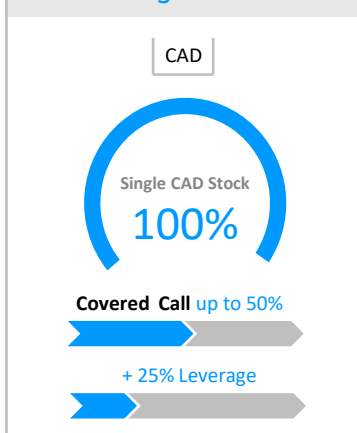 CAD
Single CAD Stock
100%
Covered Call up to 50%
+ 25% Leverage